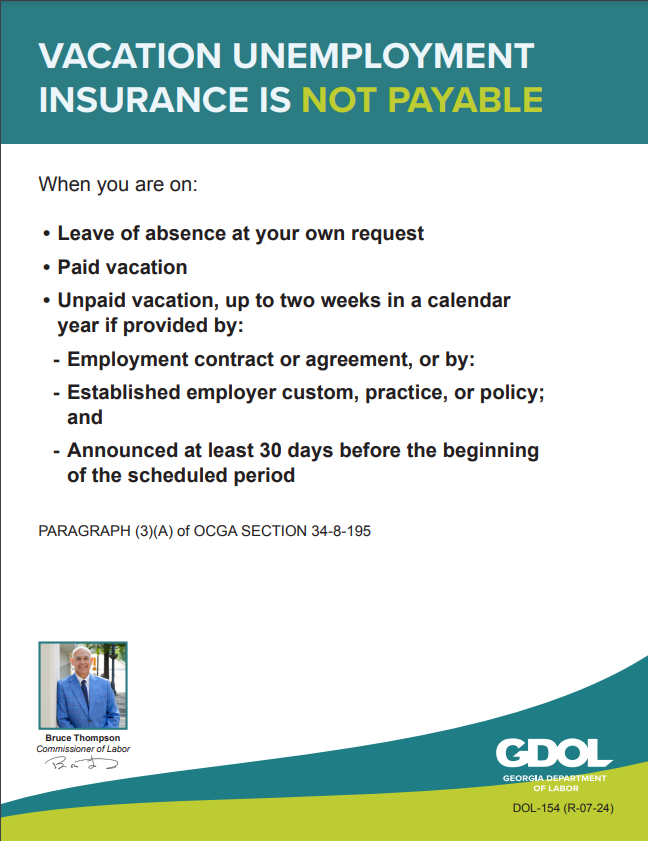 VACATION UNEMPLOYMENT
INSURANCE IS NOT PAYABLE
When you are on:
• Leave of absence at your own request
• Paid vacation
• Unpaid vacation, up to two weeks in a calendar
year if provided by:
- Employment contract or agreement, or by:
- Established employer custom, practice, or policy;
and
- Announced at least 30 days before the beginning
of the scheduled period
PARAGRAPH (3)(A) of OCGA SECTION 34-8-195
Bruce Thompson
Commissioner of Labor
GDOL
GEORGIA DEPARTMENT
OF LABOR
DOL-154 (R-07-24)